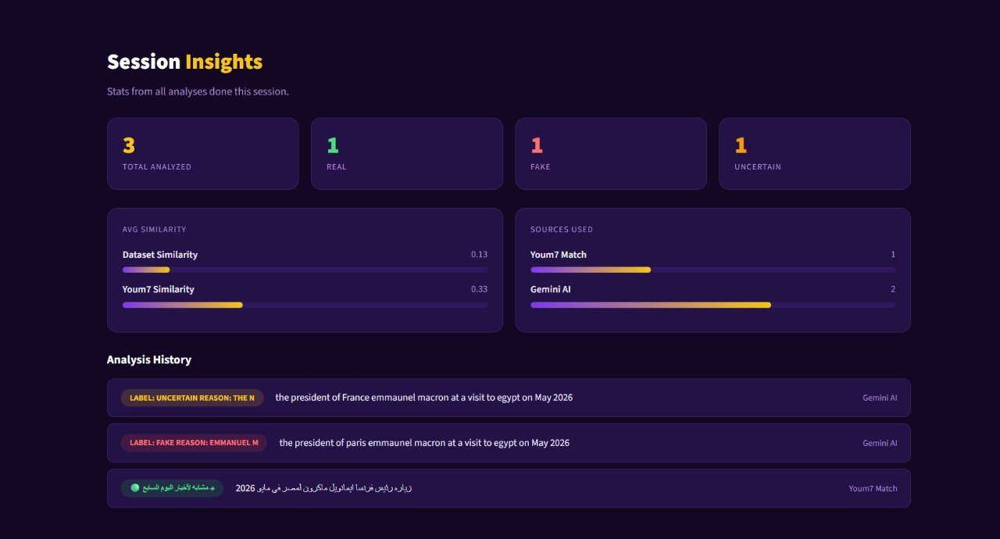 Session Insights
Stats from all analyses done this session.
3
TOTAL ANALYZED
1
REAL
1
FAKE
1
UNCERTAIN
AVG SIMILARITY
Dataset Similarity 0.13
Youm7 Similarity 0.33
SOURCES USED
Youm7 Match 1
Gemini AI 2
Analysis History
LABEL: UNCERTAIN REASON: THE N the president of France emmaunel macron at a visit to egypt on May 2026 Gemini AI
LABEL: FAKE REASON: EMMANUEL M the president of paris emmaunel macron at a visit to egypt on May 2026 Gemini AI
مشابه لأخبار اليوم السابع → زياره رئيس فرنسا ايمانويل ماكرون لمصر في مايو 2026 Youm7 Match